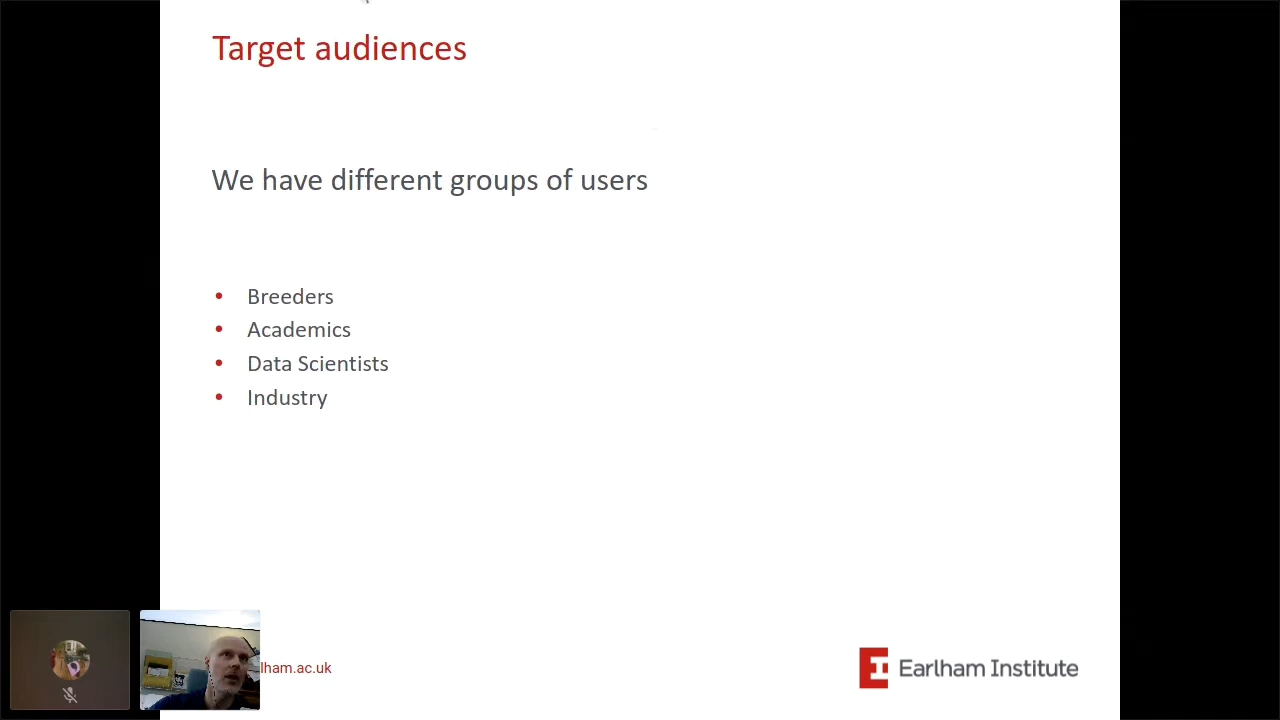 Target audiences
We have different groups of users
• Breeders
• Academics
• Data Scientists
• Industry
lham.ac.uk
Earlham Institute